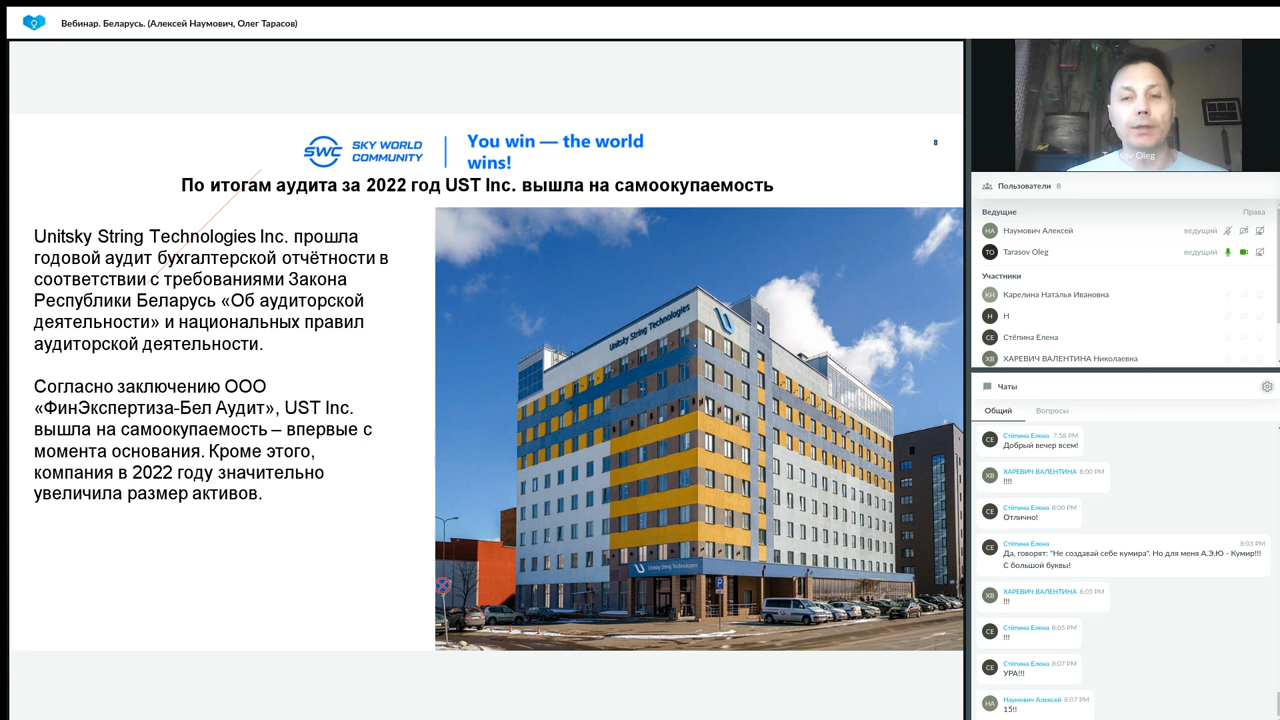 Вебинар. Беларусь. (Алексей Наумович, Олег Тарасов)
SWC
SKY WORLD
COMMUNITY
You win — the world
wins!
8
По итогам аудита за 2022 год UST Inc. вышла на самоокупаемость
Unitsky String Technologies Inc. прошла
годовой аудит бухгалтерской отчётности в
соответствии с требованиями Закона
Республики Беларусь «Об аудиторской
деятельности» и национальных правил
аудиторской деятельности.
Согласно заключению ООО
«ФинЭкспертиза-Бел Аудит», UST Inc.
вышла на самоокупаемость – впервые с
момента основания. Кроме этого,
компания в 2022 году значительно
увеличила размер активов.
Unitsky String Technologies
Unitsky String Technologies
P
Tarasov Oleg
Пользователи 8
Ведущие Права
НА Наумович Алексей ведущий
TO Tarasov Oleg ведущий
Участники
КН Карелина Наталья Ивановна
Н Н
СЕ Стёпина Елена
ХВ ХАРЕВИЧ ВАЛЕНТИНА Николаевна
Чаты
Общий Вопросы
СЕ Стёпина Елена 7:58 PM
Добрый вечер всем!
ХВ ХАРЕВИЧ ВАЛЕНТИНА 8:00 PM
!!!!
СЕ Стёпина Елена 8:00 PM
Отлично!
СЕ Стёпина Елена 8:03 PM
Да, говорят: "Не создавай себе кумира". Но для меня А.Э.Ю - Кумир!!!
С большой буквы!
ХВ ХАРЕВИЧ ВАЛЕНТИНА 8:03 PM
!!!
СЕ Стёпина Елена 8:05 PM
!!!
СЕ Стёпина Елена 8:07 PM
УРА!!!
НА Наумович Алексей 8:07 PM
15!!